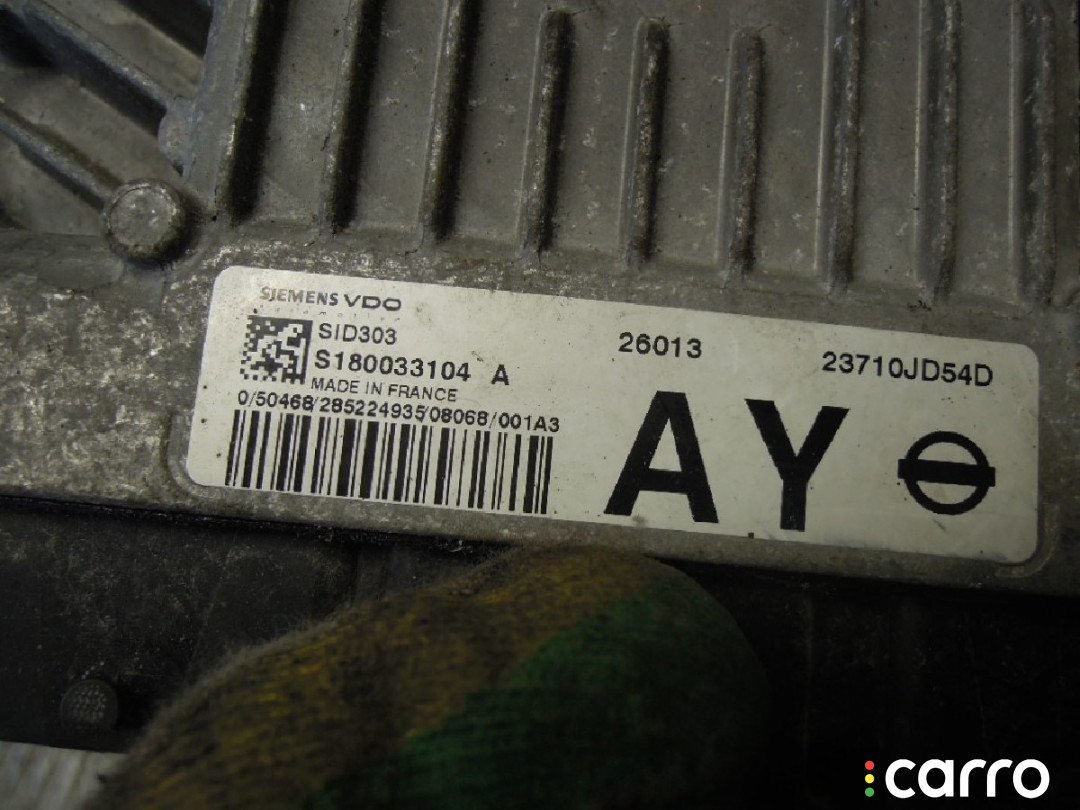 SIEMENS VDO
SID303
S180033104 A
MADE IN FRANCE
0/50468/285224935/08068/001A3
26013
23710JD54D
AY
carro